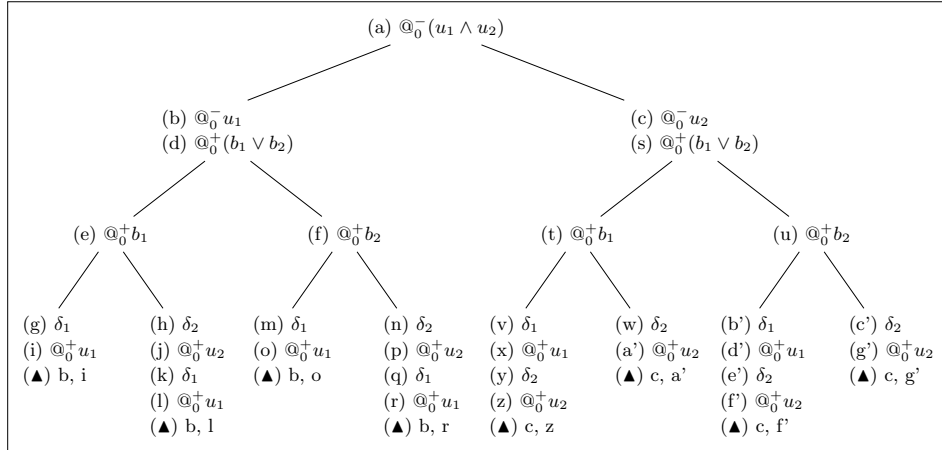 (a) @₀⁻(u₁ ∧ u₂)
(b) @₀⁻u₁
(d) @₀⁺(b₁ ∨ b₂)
(c) @₀⁻u₂
(s) @₀⁺(b₁ ∨ b₂)
(e) @₀⁺b₁
(f) @₀⁺b₂
(t) @₀⁺b₁
(u) @₀⁺b₂
(g) δ₁
(i) @₀⁺u₁
(▲) b, i
(h) δ₂
(j) @₀⁺u₂
(k) δ₁
(l) @₀⁺u₁
(▲) b, l
(m) δ₁
(o) @₀⁺u₁
(▲) b, o
(n) δ₂
(p) @₀⁺u₂
(q) δ₁
(r) @₀⁺u₁
(▲) b, r
(v) δ₁
(x) @₀⁺u₁
(y) δ₂
(z) @₀⁺u₂
(▲) c, z
(w) δ₂
(a') @₀⁺u₂
(▲) c, a'
(b') δ₁
(d') @₀⁺u₁
(e') δ₂
(f') @₀⁺u₂
(▲) c, f'
(c') δ₂
(g') @₀⁺u₂
(▲) c, g'